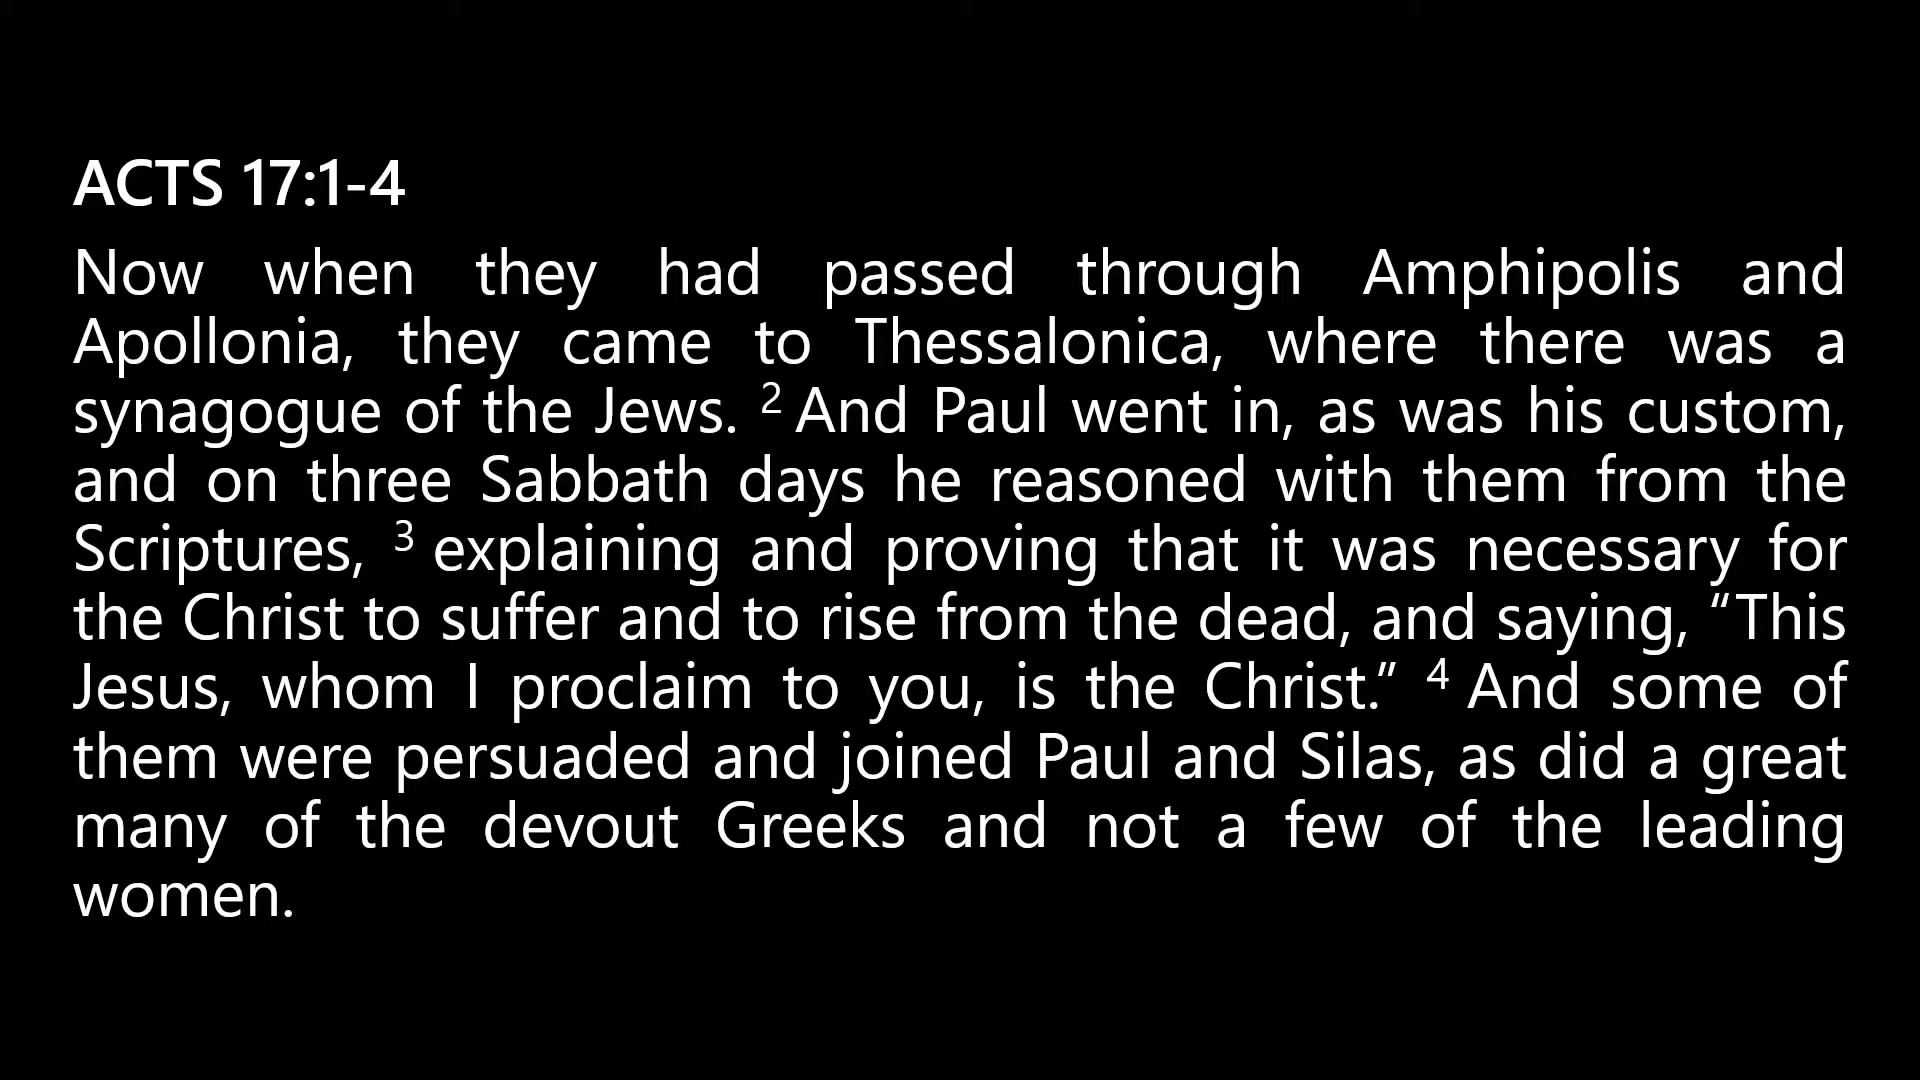 ACTS 17:1-4
Now when they had passed through Amphipolis and
Apollonia, they came to Thessalonica, where there was a
synagogue of the Jews. ² And Paul went in, as was his custom,
and on three Sabbath days he reasoned with them from the
Scriptures, ³ explaining and proving that it was necessary for
the Christ to suffer and to rise from the dead, and saying, “This
Jesus, whom I proclaim to you, is the Christ.” ⁴ And some of
them were persuaded and joined Paul and Silas, as did a great
many of the devout Greeks and not a few of the leading
women.